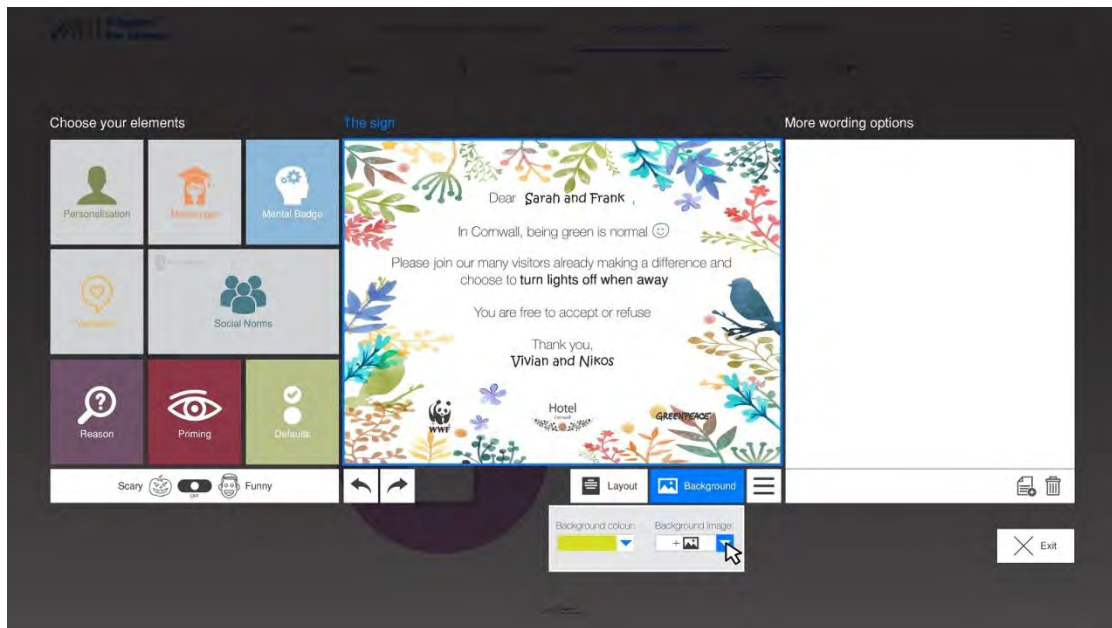 Choose your elements
The sign
More wording options
Personalisation
Messenger
Mental Badge
Social Norms
Reason
Priming
Defaults
Dear Sarah and Frank ,
In Cornwall, being green is normal
Please join our many visitors already making a difference and
choose to turn lights off when away
You are free to accept or refuse
Thank you,
Vivian and Nikos
WWF
Hotel
Cornwall
GREENPEACE
Scary
OFF
Funny
Layout
Background
Background colour:
Background image:
+
Exit